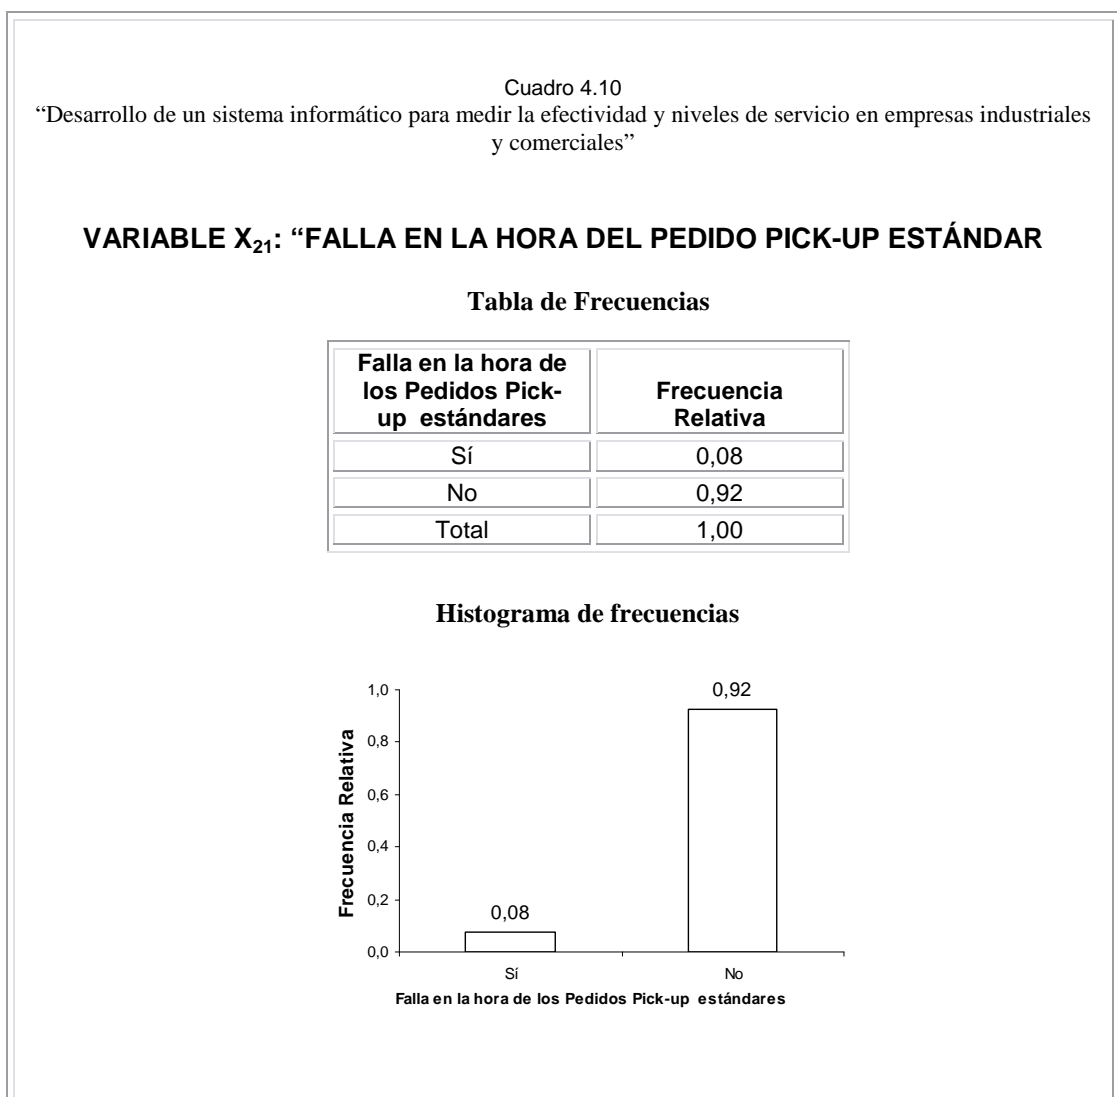 Cuadro 4.10
“Desarrollo de un sistema informático para medir la efectividad y niveles de servicio en empresas industriales
y comerciales”
VARIABLE X21: “FALLA EN LA HORA DEL PEDIDO PICK-UP ESTÁNDAR
Tabla de Frecuencias
Falla en la hora de
los Pedidos Pick-
up estándares
Frecuencia
Relativa
Sí 0,08
No 0,92
Total 1,00
Histograma de frecuencias
Frecuencia Relativa
1,0
0,8
0,6
0,4
0,2
0,0
0,08
0,92
Sí No
Falla en la hora de los Pedidos Pick-up estándares